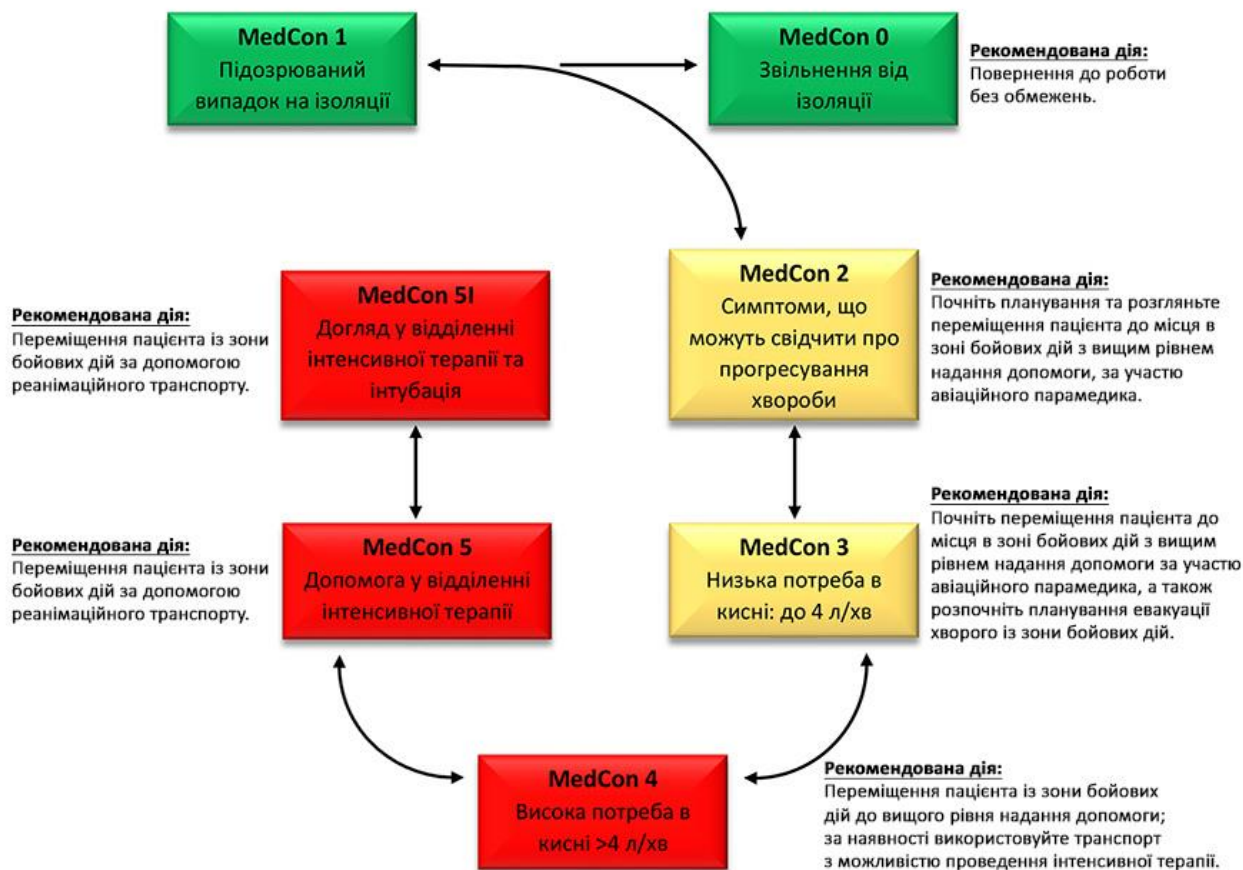 MedCon 1
Підозрюваний
випадок на ізоляції
MedCon 0
Звільнення від
ізоляції
Рекомендована дія:
Повернення до роботи
без обмежень.
MedCon 2
Симптоми, що
можуть свідчити про
прогресування
хвороби
Рекомендована дія:
Почніть планування та розгляньте
переміщення пацієнта до місця в
зоні бойових дій з вищим рівнем
надання допомоги, за участю
авіаційного парамедика.
MedCon 5I
Догляд у відділенні
інтенсивної терапії та
інтубація
Рекомендована дія:
Переміщення пацієнта із зони
бойових дій за допомогою
реанімаційного транспорту.
MedCon 3
Низька потреба в
кисні: до 4 л/хв
Рекомендована дія:
Почніть переміщення пацієнта до
місця в зоні бойових дій з вищим
рівнем надання допомоги за участю
авіаційного парамедика, а також
розпочніть планування евакуації
хворого із зони бойових дій.
MedCon 5
Допомога у відділенні
інтенсивної терапії
Рекомендована дія:
Переміщення пацієнта із зони
бойових дій за допомогою
реанімаційного транспорту.
MedCon 4
Висока потреба в
кисні >4 л/хв
Рекомендована дія:
Переміщення пацієнта із зони бойових
дій до вищого рівня надання допомоги;
за наявності використовуйте транспорт
з можливістю проведення інтенсивної терапії.